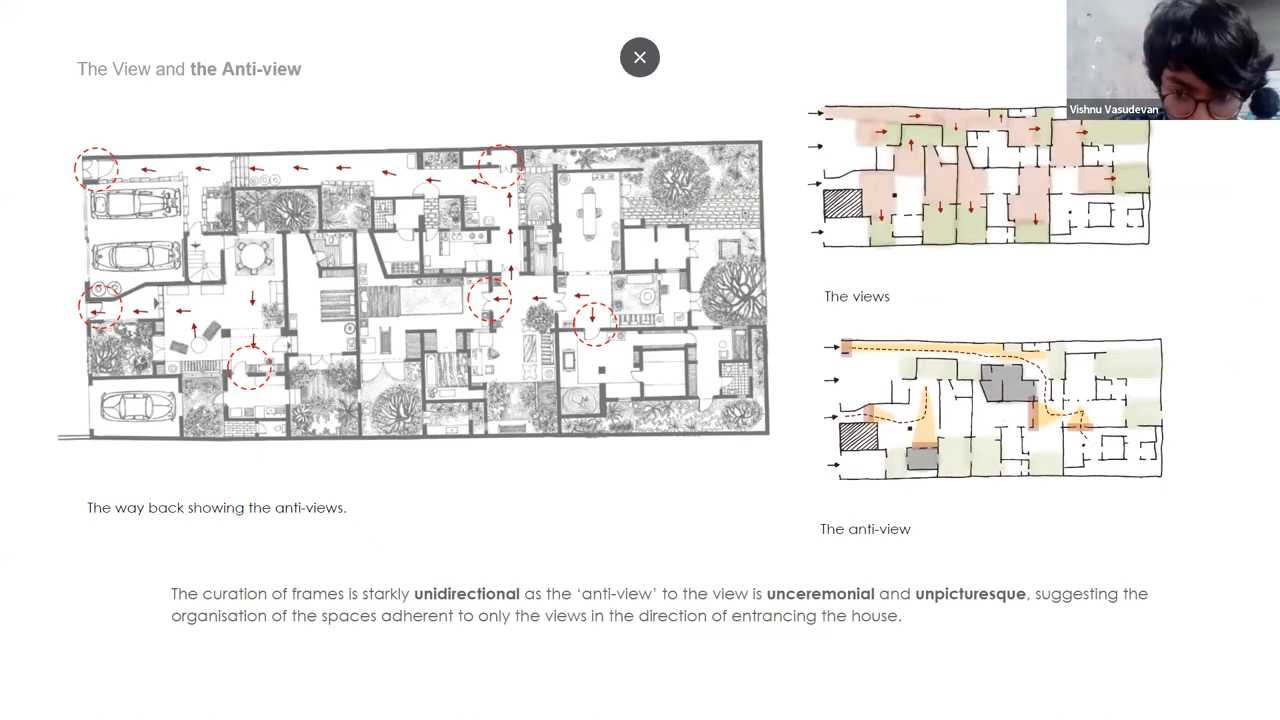 The View and the Anti-view
Vishnu Vasudevan
The views
The way back showing the anti-views.
The anti-view
The curation of frames is starkly unidirectional as the ‘anti-view’ to the view is unceremonial and unpicturesque, suggesting the
organisation of the spaces adherent to only the views in the direction of entrancing the house.